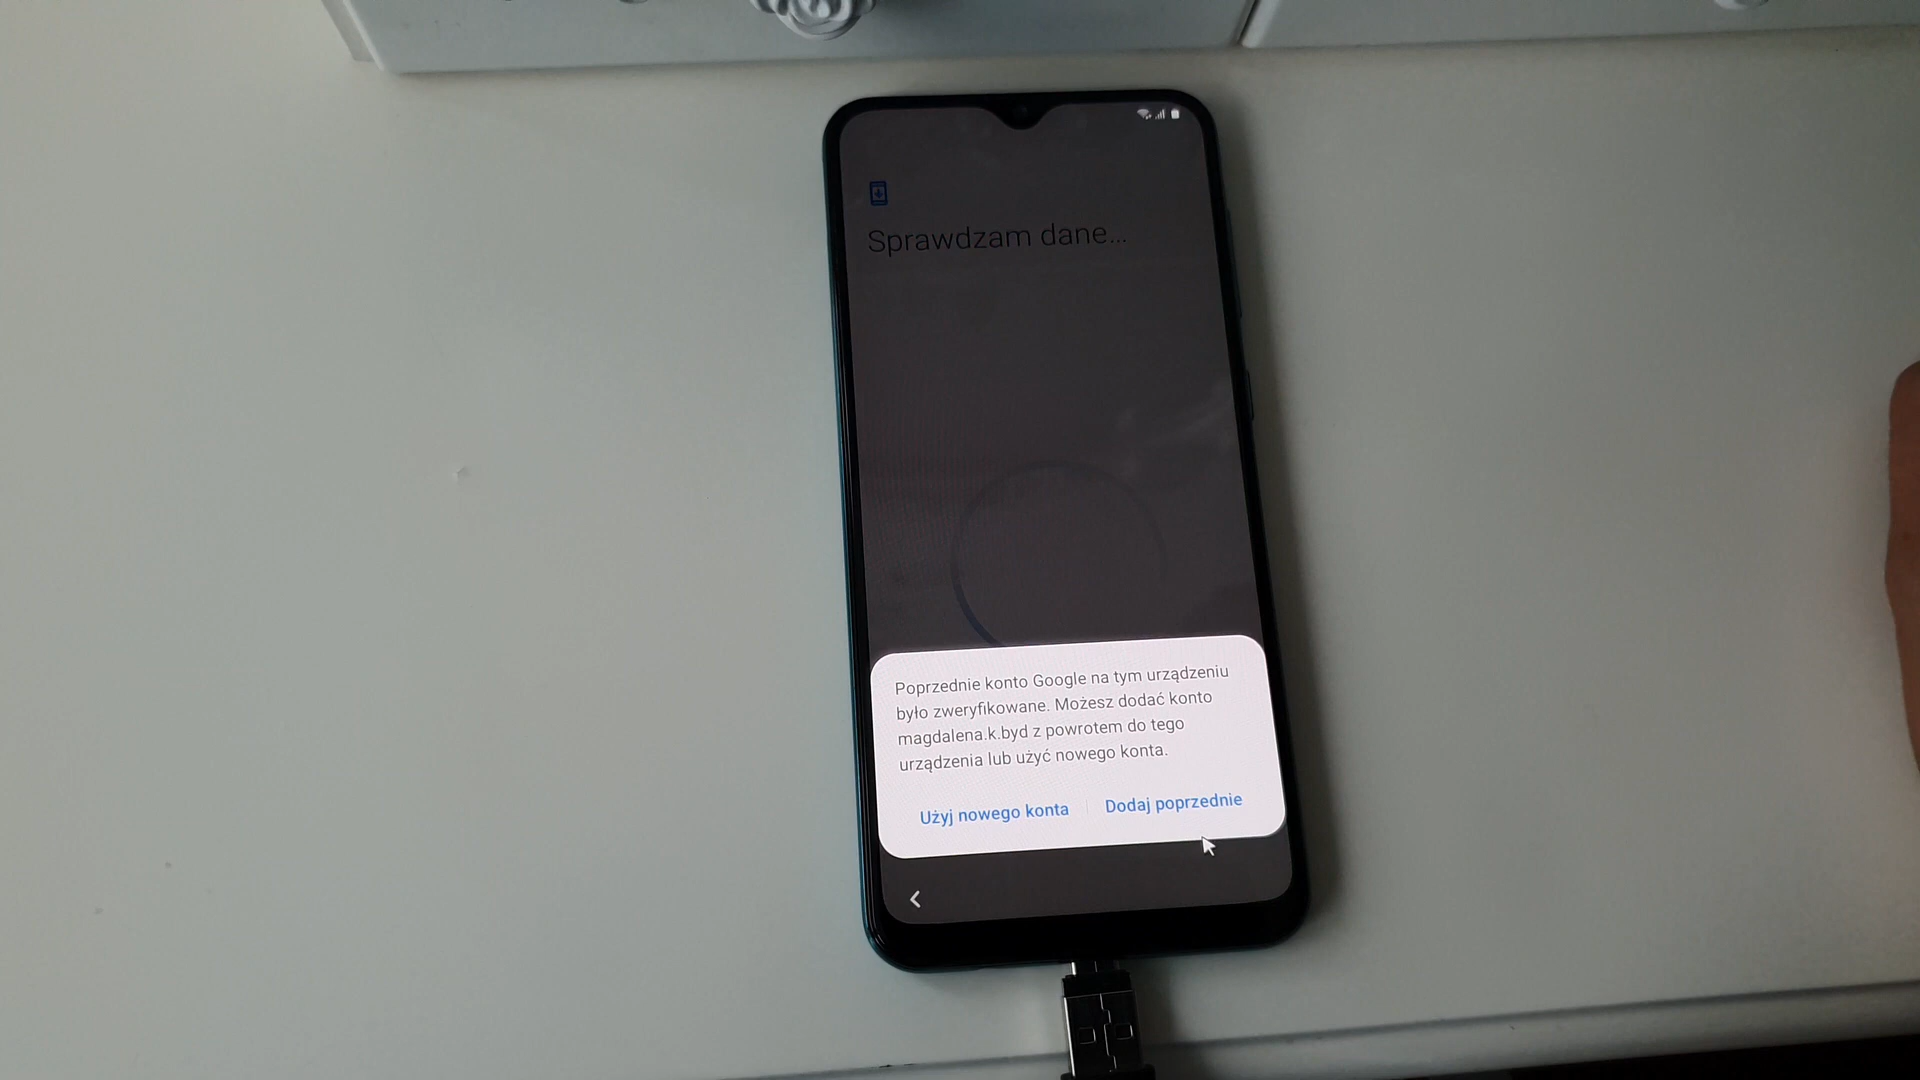 Sprawdzam dane...
Poprzednie konto Google na tym urządzeniu
było zweryfikowane. Możesz dodać konto
magdalena.k.byd z powrotem do tego
urządzenia lub użyć nowego konta.
Użyj nowego konta
Dodaj poprzednie